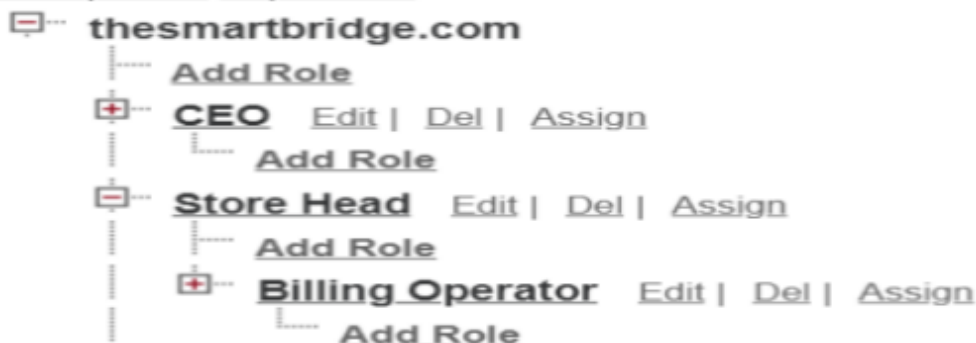 thesmartbridge.com
Add Role
CEO Edit | Del | Assign
Add Role
Store Head Edit | Del | Assign
Add Role
Billing Operator Edit | Del | Assign
Add Role